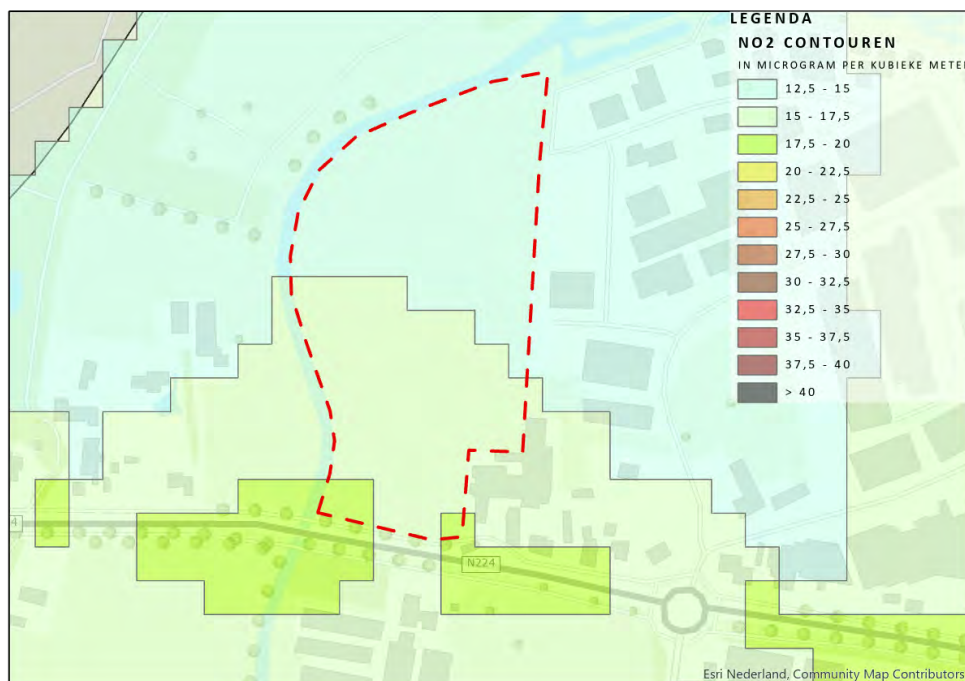 LEGENDA
NO2 CONTOUREN
IN MICROGRAM PER KUBIEKE METER
12,5 - 15
15 - 17,5
17,5 - 20
20 - 22,5
22,5 - 25
25 - 27,5
27,5 - 30
30 - 32,5
32,5 - 35
35 - 37,5
37,5 - 40
> 40
4
N224
Esri Nederland, Community Map Contributors